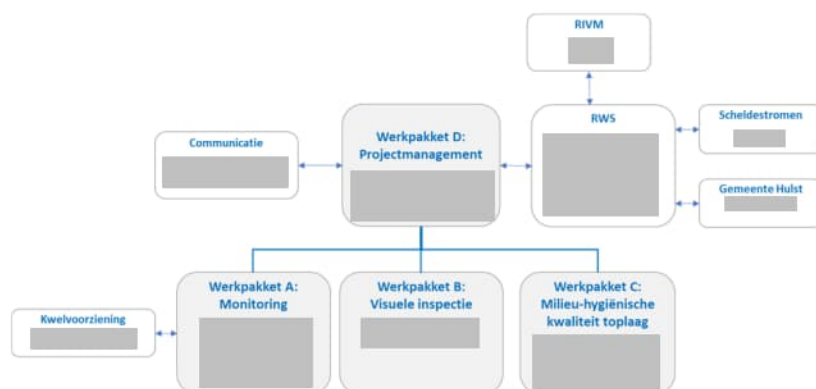 RIVM
Communicatie
Werkpakket D:
Projectmanagement
RWS
Scheldestromen
Gemeente Hulst
Kwelvoorziening
Werkpakket A:
Monitoring
Werkpakket B:
Visuele inspectie
Werkpakket C:
Milieu-hygiënische
kwaliteit toplaag